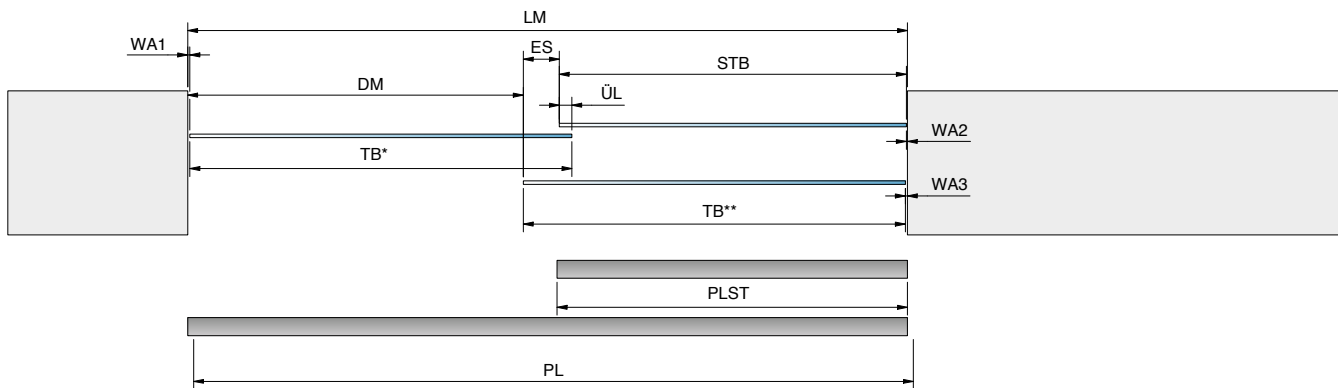 LM
WA1
ES
STB
DM
ÜL
WA2
TB*
WA3
TB**
PLST
PL